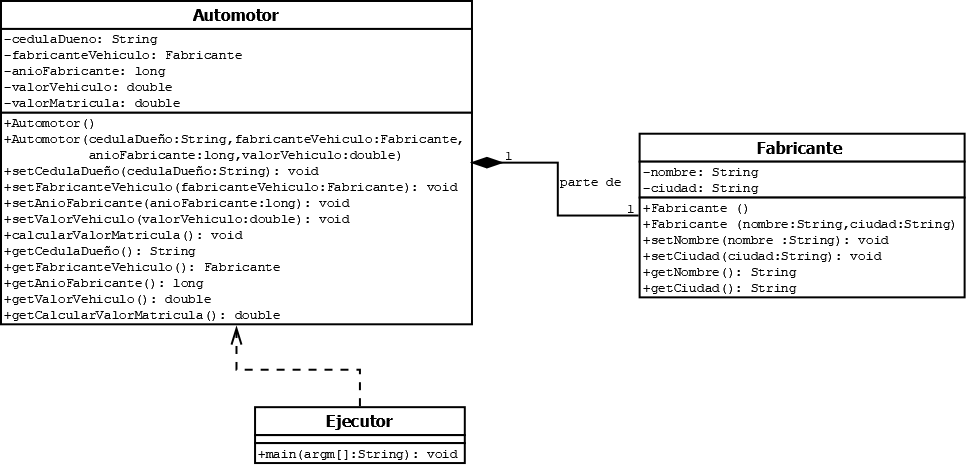 Automotor
-cedulaDueno: String
-fabricanteVehiculo: Fabricante
-anioFabricante: long
-valorVehiculo: double
-valorMatricula: double
+Automotor()
+Automotor(cedulaDueño:String,fabricanteVehiculo:Fabricante,
anioFabricante:long,valorVehiculo:double)
+setCedulaDueño(cedulaDueño:String): void
+setFabricanteVehiculo(fabricanteVehiculo:Fabricante): void
+setAnioFabricante(anioFabricante:long): void
+setValorVehiculo(valorVehiculo:double): void
+calcularValorMatricula(): void
+getCedulaDueño(): String
+getFabricanteVehiculo(): Fabricante
+getAnioFabricante(): long
+getValorVehiculo(): double
+getCalcularValorMatricula(): double
1
parte de
1
Fabricante
-nombre: String
-ciudad: String
+Fabricante ()
+Fabricante (nombre:String,ciudad:String)
+setNombre(nombre :String): void
+setCiudad(ciudad:String): void
+getNombre(): String
+getCiudad(): String
Ejecutor
+main(argm[]:String): void